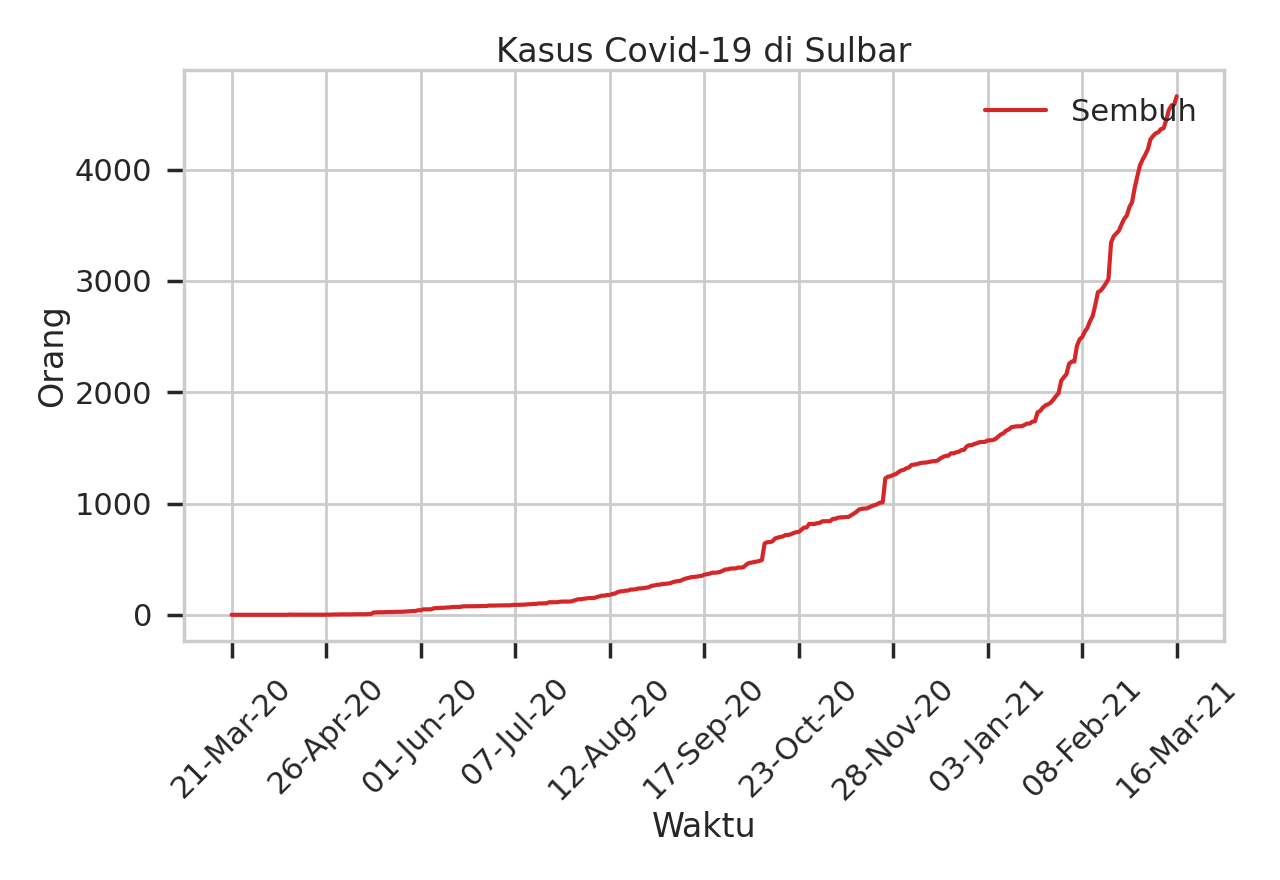 Kasus Covid-19 di Sulbar
Sembuh
Orang
4000
3000
2000
1000
0
21-Mar-20
26-Apr-20
01-Jun-20
07-Jul-20
12-Aug-20
17-Sep-20
23-Oct-20
28-Nov-20
03-Jan-21
08-Feb-21
16-Mar-21
Waktu